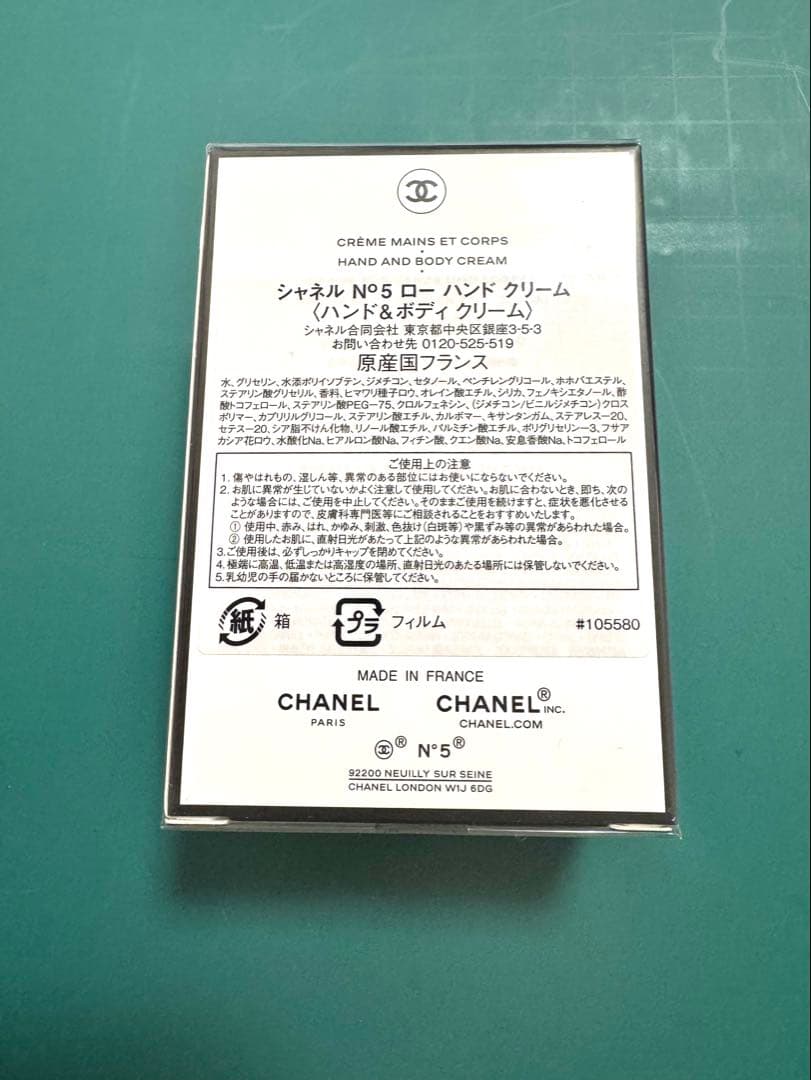 CRÈME MAINS ET CORPS
HAND AND BODY CREAM
シャネル Nº5 ロー ハンド クリーム
〈ハンド&ボディ クリーム〉
シャネル合同会社 東京都中央区銀座3-5-3
お問い合わせ先 0120-525-519
原産国フランス
水、グリセリン、水添ポリイソブテン、ジメチコン、セタノール、ペンチレングリコール、ホホバエステル、
ステアリン酸グリセリル、香料、ヒマワリ種子ロウ、オレイン酸エチル、シリカ、フェノキシエタノール、酢
酸トコフェロール、ステアリン酸PEG-75、クロルフェネシン、(ジメチコン/ビニルジメチコン)クロス
ポリマー、カプリリルグリコール、ステアリン酸エチル、カルボマー、キサンタンガム、ステアレス-20、
セテス-20、シア脂不けん化物、リノール酸エチル、パルミチン酸エチル、ポリグリセリン-3、フサア
カシア花ロウ、水酸化Na、ヒアルロン酸Na、フィチン酸、クエン酸Na、安息香酸Na、トコフェロール
ご使用上の注意
1.傷やはれもの、湿しん等、異常のある部位にはお使いにならないでください。
2.お肌に異常が生じていないかよく注意して使用してください。お肌に合わないとき、即ち、次の
ような場合には、ご使用を中止してください。そのままご使用を続けますと、症状を悪化させる
ことがありますので、皮膚科専門医等にご相談されることをおすすめいたします。
① 使用中、赤み、はれ、かゆみ、刺激、色抜け(白斑等)や黒ずみ等の異常があらわれた場合。
② 使用したお肌に、直射日光があたって上記のような異常があらわれた場合。
3.ご使用後は、必ずしっかりキャップを閉めてください。
4.極端に高温、低温または高湿度の場所、直射日光のあたる場所には保管しないでください。
5.乳幼児の手の届かないところに保管してください。
紙 箱 プラ フィルム #105580
MADE IN FRANCE
CHANEL CHANEL® INC.
PARIS CHANEL.COM
® N°5®
92200 NEUILLY SUR SEINE
CHANEL LONDON W1J 6DG